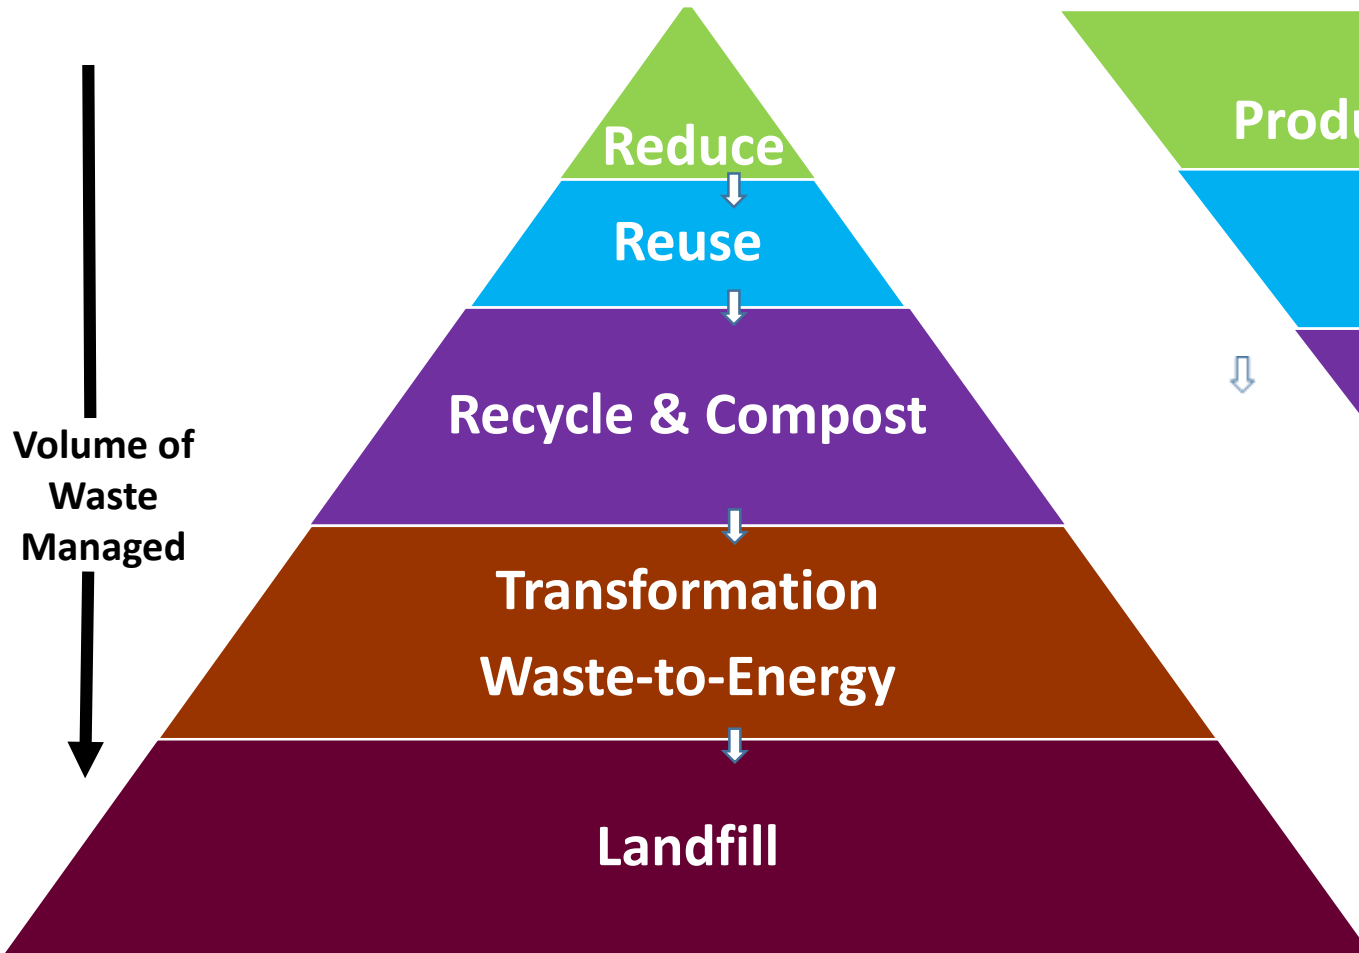 Reduce
Reuse
Recycle & Compost
Transformation
Waste-to-Energy
Landfill
Volume of
Waste
Managed